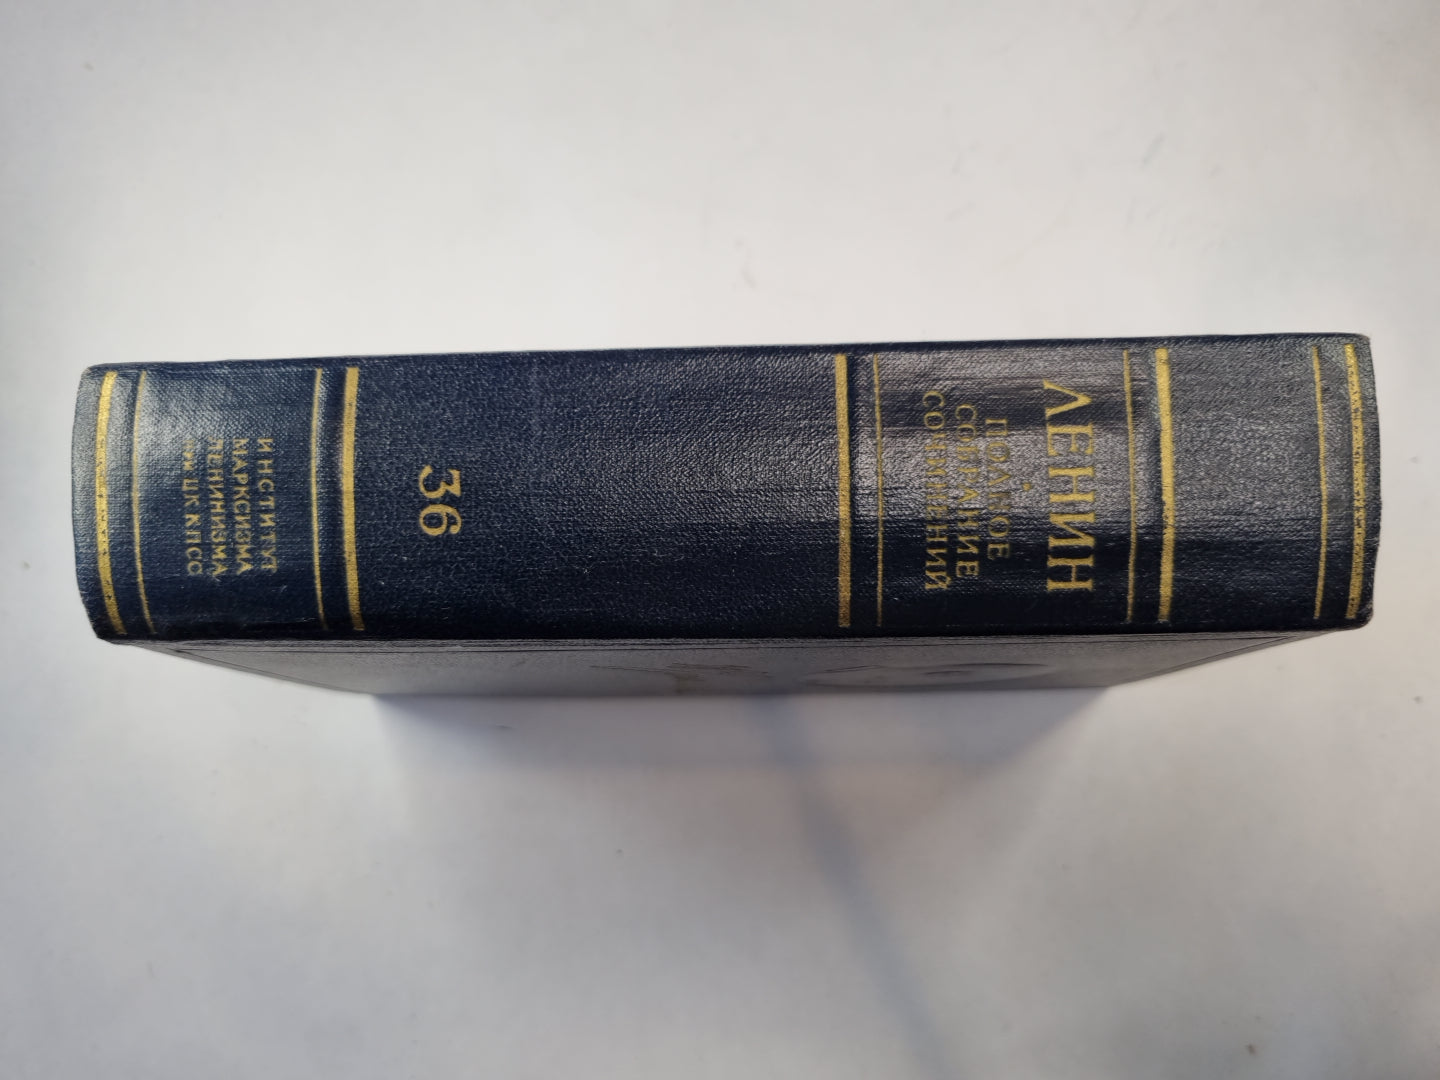 ЛЕНИН
ПОЛНОЕ
СОБРАНИЕ
СОЧИНЕНИЙ
36
ИНСТИТУТ
МАРКСИЗМА
ЛЕНИНИЗМА
ПРИ ЦК КПСС